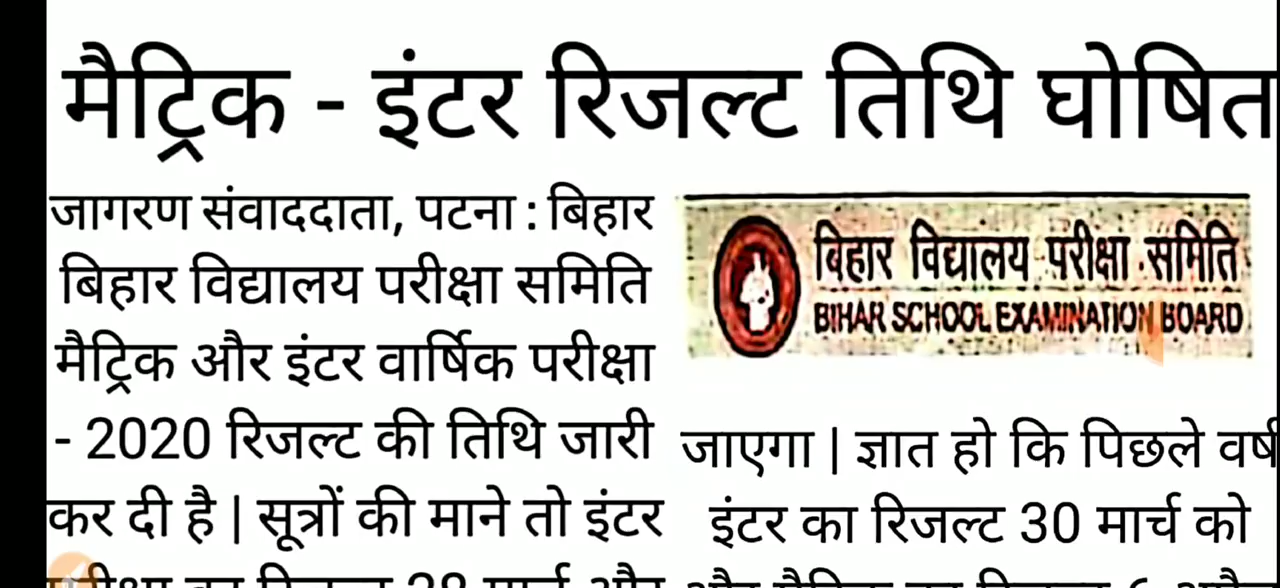 मैट्रिक - इंटर रिजल्ट तिथि घोषित
जागरण संवाददाता, पटना : बिहार
बिहार विद्यालय परीक्षा समिति
मैट्रिक और इंटर वार्षिक परीक्षा
- 2020 रिजल्ट की तिथि जारी
कर दी है | सूत्रों की माने तो इंटर
बिहार विद्यालय परीक्षा समिति
BIHAR SCHOOL EXAMINATION BOARD
जाएगा | ज्ञात हो कि पिछले वर्ष
इंटर का रिजल्ट 30 मार्च को